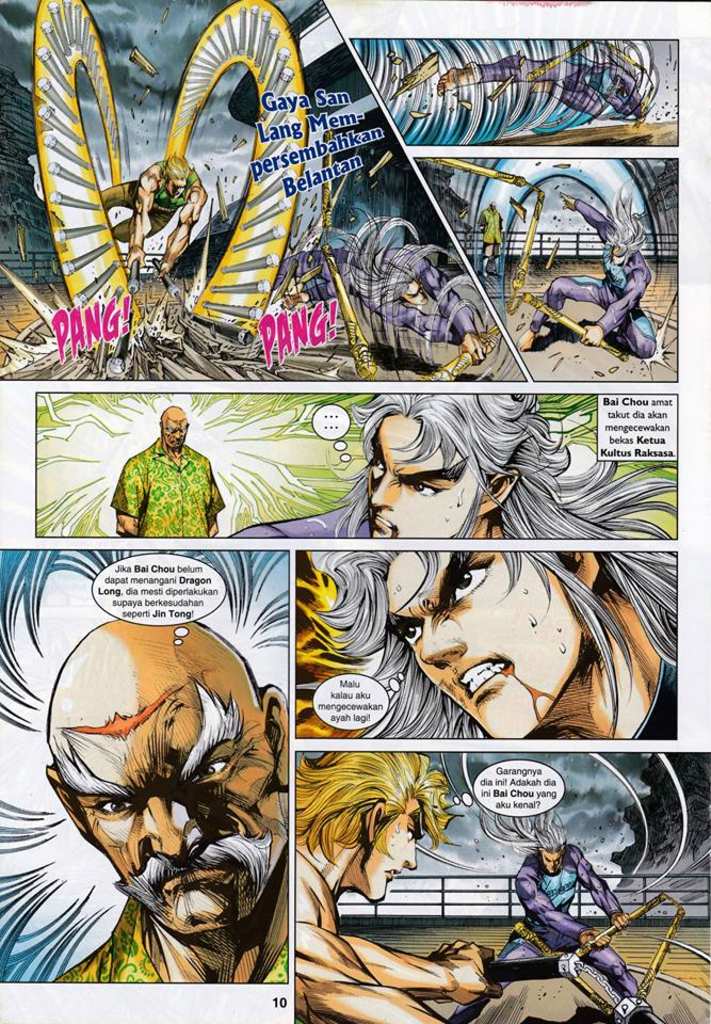 Gaya San
Lang Mem-
persembahkan
Belantan
PANG!
PANG!
...
Bai Chou amat
takut dia akan
mengecewakan
bekas Ketua
Kultus Raksasa.
Jika Bai Chou belum
dapat menangani Dragon
Long, dia mesti diperlakukan
supaya berkesudahan
seperti Jin Tong!
Malu
kalau aku
mengecewakan
ayah lagi!
Garangnya
dia ini! Adakah dia
ini Bai Chou yang
aku kenal?
10